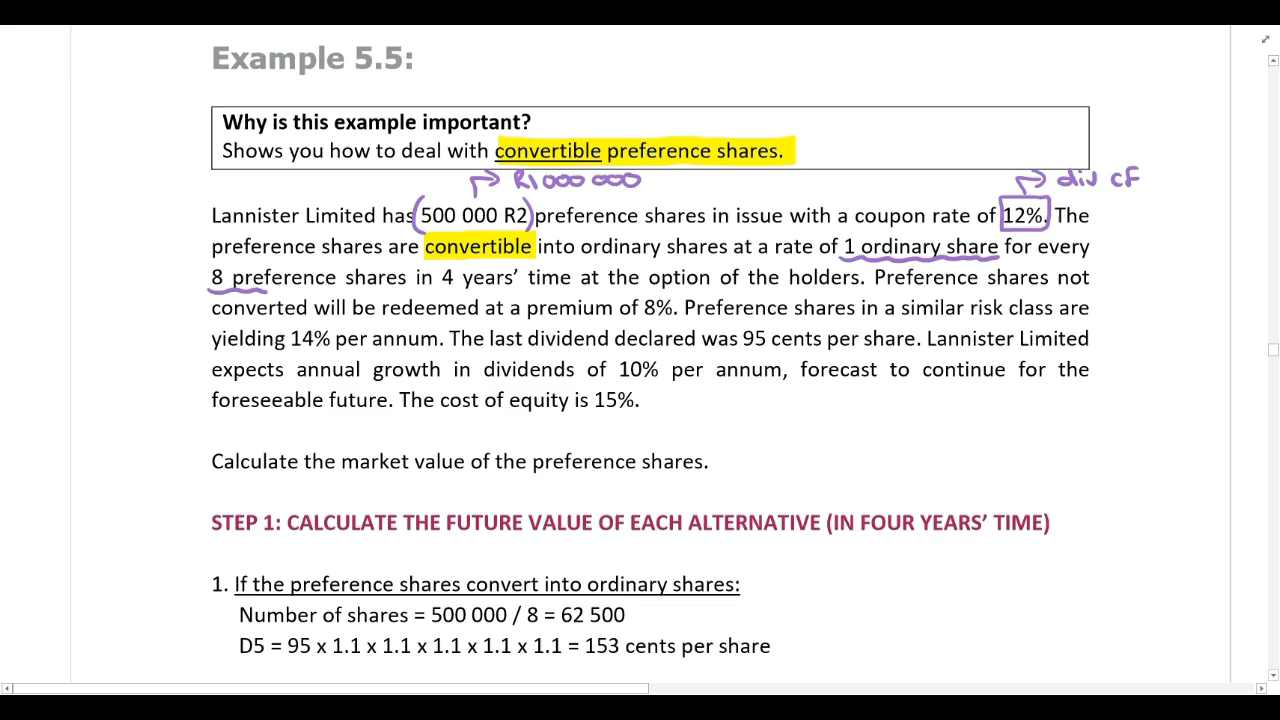 Example 5.5:
Why is this example important?
Shows you how to deal with convertible preference shares.
R1000 000
div CF
Lannister Limited has (500 000 R2) preference shares in issue with a coupon rate of 12%. The
preference shares are convertible into ordinary shares at a rate of 1 ordinary share for every
8 preference shares in 4 years’ time at the option of the holders. Preference shares not
converted will be redeemed at a premium of 8%. Preference shares in a similar risk class are
yielding 14% per annum. The last dividend declared was 95 cents per share. Lannister Limited
expects annual growth in dividends of 10% per annum, forecast to continue for the
foreseeable future. The cost of equity is 15%.
Calculate the market value of the preference shares.
STEP 1: CALCULATE THE FUTURE VALUE OF EACH ALTERNATIVE (IN FOUR YEARS’ TIME)
1. If the preference shares convert into ordinary shares:
Number of shares = 500 000 / 8 = 62 500
D5 = 95 x 1.1 x 1.1 x 1.1 x 1.1 x 1.1 = 153 cents per share